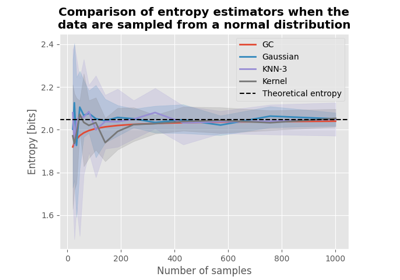 Comparison of entropy estimators when the
data are sampled from a normal distribution
2.4
2.2
2.0
1.8
1.6
Entropy [bits]
GC
Gaussian
KNN-3
Kernel
Theoretical entropy
0
200
400
600
800
1000
Number of samples